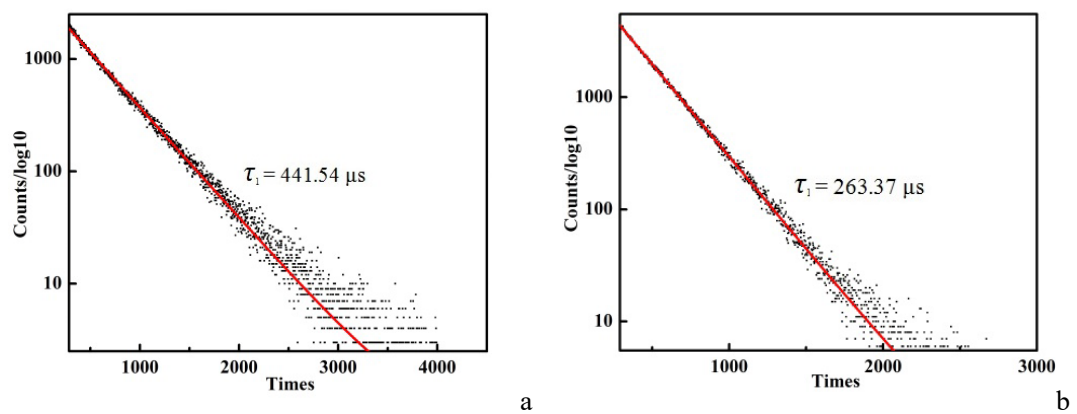 1000
100
10
Counts/log10
τ₁ = 441.54 μs
1000 2000 3000 4000
Times
a
1000
100
10
Counts/log10
τ₁ = 263.37 μs
1000 2000 3000
Times
b